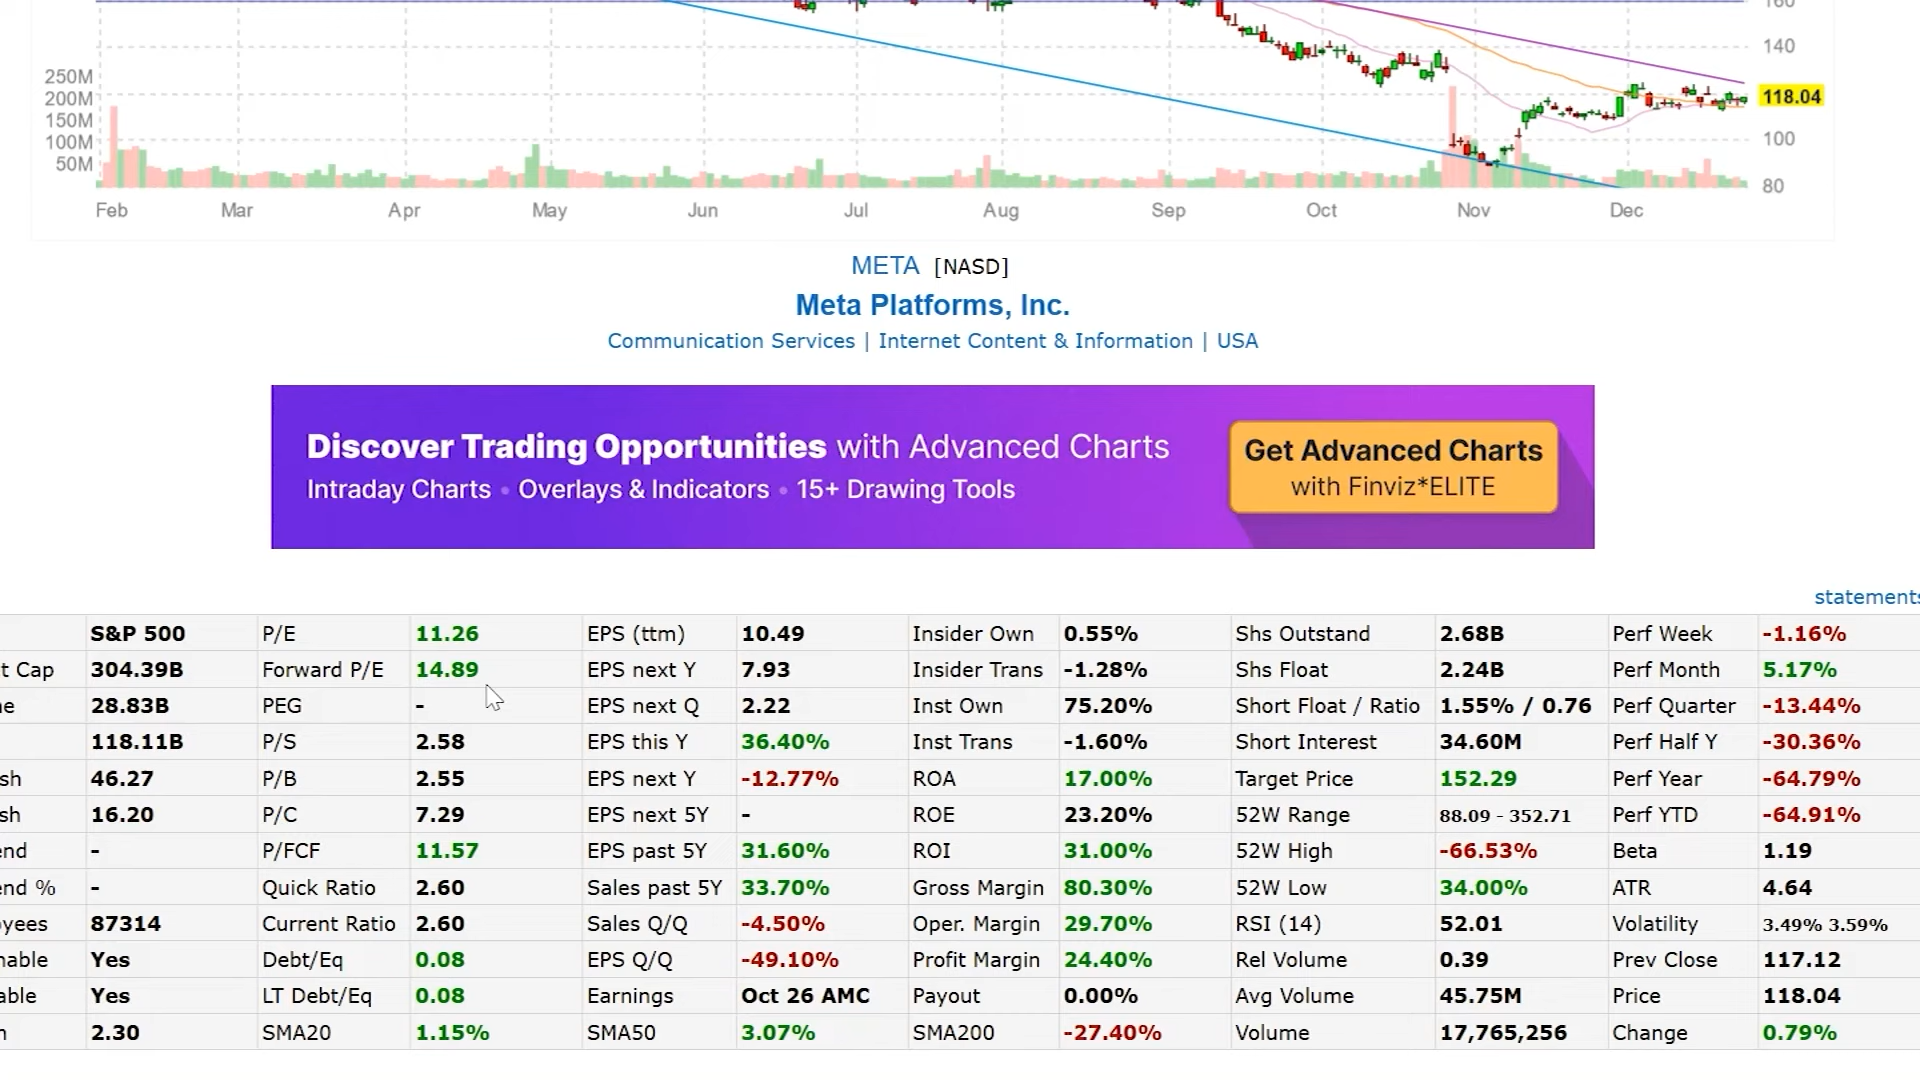 160
140
118.04
100
80
250M
200M
150M
100M
50M
Feb Mar Apr May Jun Jul Aug Sep Oct Nov Dec
META [NASD]
Meta Platforms, Inc.
Communication Services | Internet Content & Information | USA
Discover Trading Opportunities with Advanced Charts
Intraday Charts • Overlays & Indicators • 15+ Drawing Tools
Get Advanced Charts
with Finviz*ELITE
statements
S&P 500 P/E 11.26 EPS (ttm) 10.49 Insider Own 0.55% Shs Outstand 2.68B Perf Week -1.16%
t Cap 304.39B Forward P/E 14.89 EPS next Y 7.93 Insider Trans -1.28% Shs Float 2.24B Perf Month 5.17%
ne 28.83B PEG - EPS next Q 2.22 Inst Own 75.20% Short Float / Ratio 1.55% / 0.76 Perf Quarter -13.44%
118.11B P/S 2.58 EPS this Y 36.40% Inst Trans -1.60% Short Interest 34.60M Perf Half Y -30.36%
sh 46.27 P/B 2.55 EPS next Y -12.77% ROA 17.00% Target Price 152.29 Perf Year -64.79%
sh 16.20 P/C 7.29 EPS next 5Y - ROE 23.20% 52W Range 88.09 - 352.71 Perf YTD -64.91%
end - P/FCF 11.57 EPS past 5Y 31.60% ROI 31.00% 52W High -66.53% Beta 1.19
end % - Quick Ratio 2.60 Sales past 5Y 33.70% Gross Margin 80.30% 52W Low 34.00% ATR 4.64
oyees 87314 Current Ratio 2.60 Sales Q/Q -4.50% Oper. Margin 29.70% RSI (14) 52.01 Volatility 3.49% 3.59%
nable Yes Debt/Eq 0.08 EPS Q/Q -49.10% Profit Margin 24.40% Rel Volume 0.39 Prev Close 117.12
able Yes LT Debt/Eq 0.08 Earnings Oct 26 AMC Payout 0.00% Avg Volume 45.75M Price 118.04
n 2.30 SMA20 1.15% SMA50 3.07% SMA200 -27.40% Volume 17,765,256 Change 0.79%